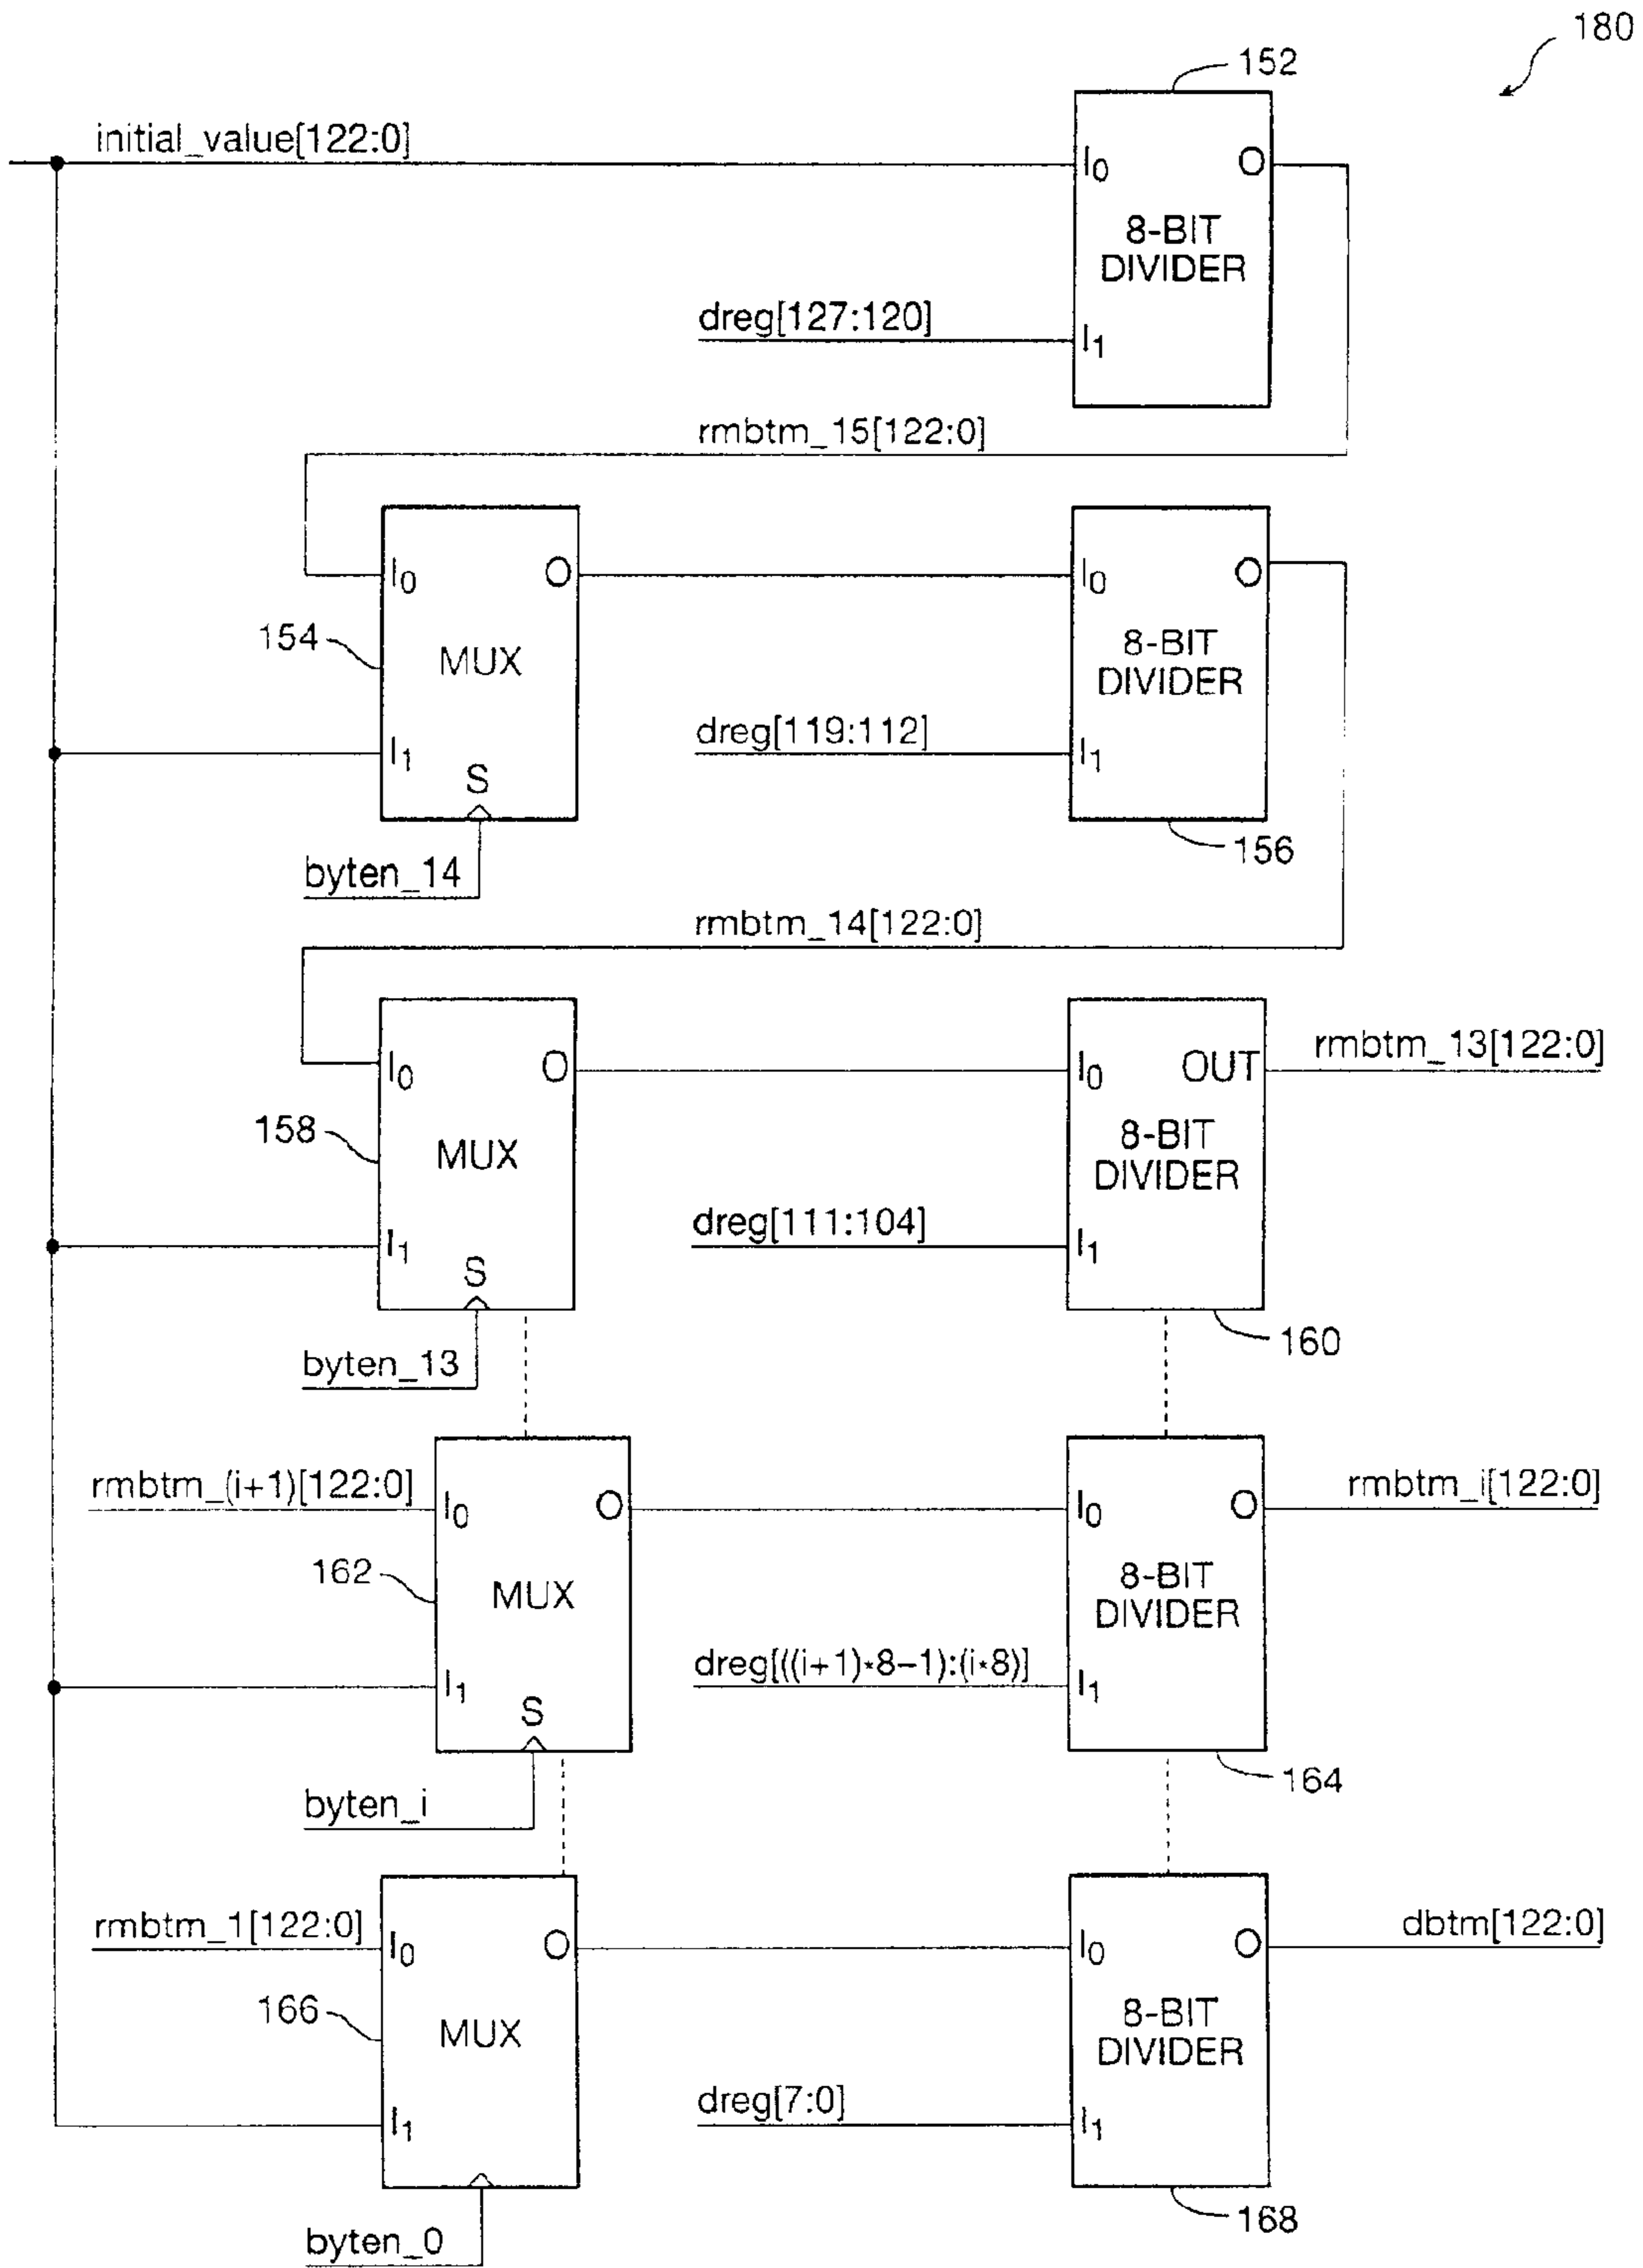 180
152
initial_value[122:0]
I0
O
8-BIT
DIVIDER
dreg[127:120]
I1
rmbtm_15[122:0]
I0
O
I0
O
154
MUX
8-BIT
DIVIDER
dreg[119:112]
I1
I1
S
156
byten_14
rmbtm_14[122:0]
I0
O
I0
OUT
rmbtm_13[122:0]
158
MUX
8-BIT
DIVIDER
dreg[111:104]
I1
I1
S
160
byten_13
rmbtm_(i+1)[122:0]
I0
O
I0
O
rmbtm_i[122:0]
162
MUX
8-BIT
DIVIDER
dreg[((i+1)*8-1):(i*8)]
I1
I1
S
164
byten_i
rmbtm_1[122:0]
I0
O
I0
O
dbtm[122:0]
166
MUX
8-BIT
DIVIDER
dreg[7:0]
I1
I1
168
byten_0